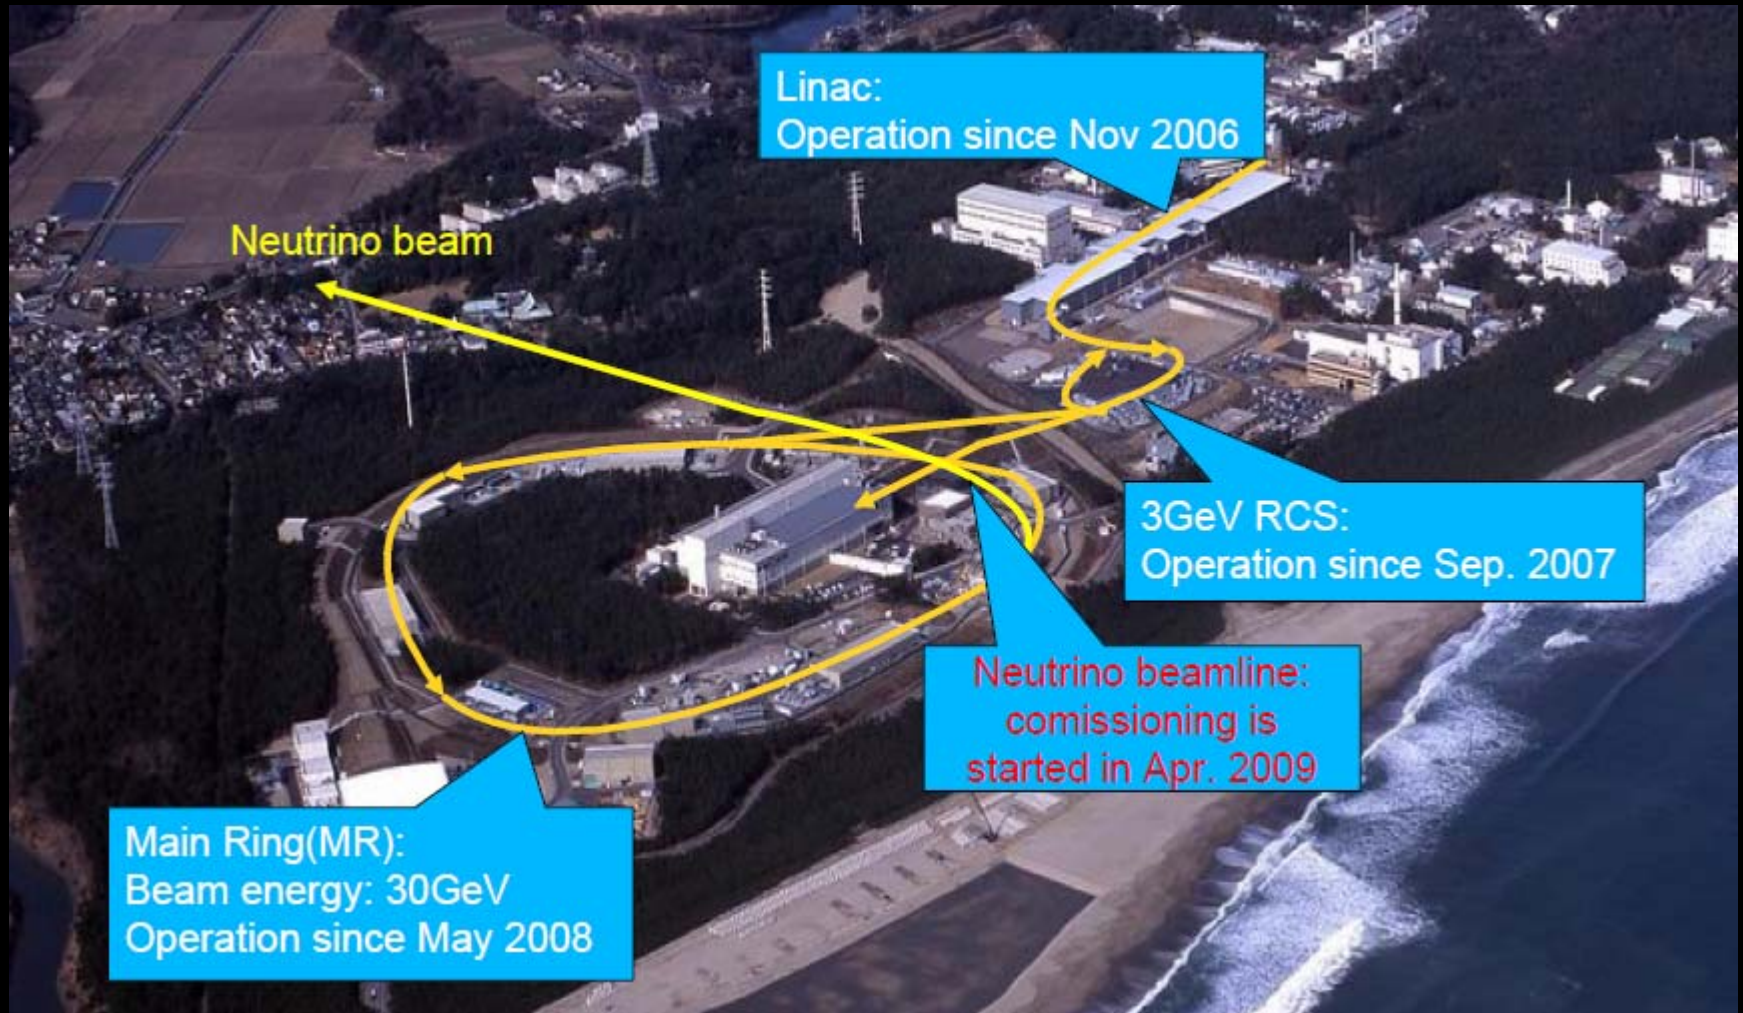 Linac:
Operation since Nov 2006
Neutrino beam
3GeV RCS:
Operation since Sep. 2007
Neutrino beamline:
comissioning is
started in Apr. 2009
Main Ring(MR):
Beam energy: 30GeV
Operation since May 2008